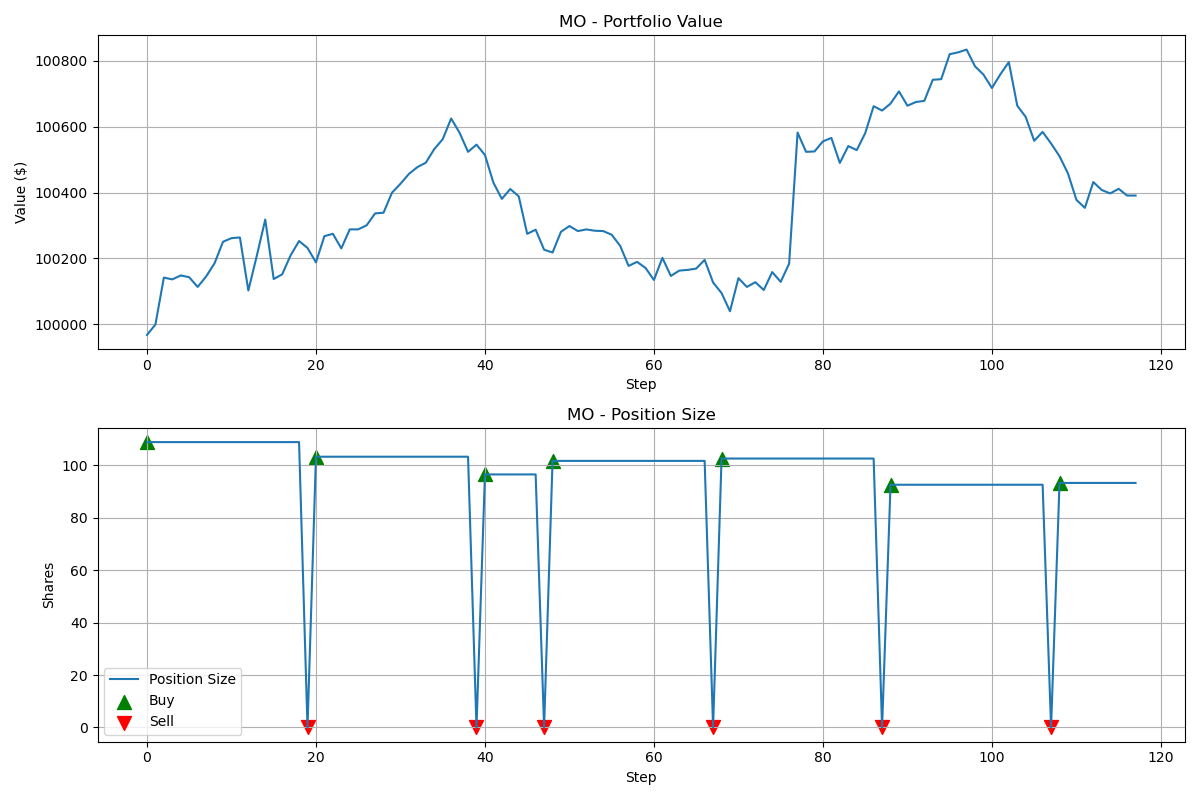 MO - Portfolio Value
Value ($)
100800
100600
100400
100200
100000
0 20 40 60 80 100 120
Step
MO - Position Size
Shares
100
80
60
40
20
0
Position Size
Buy
Sell
0 20 40 60 80 100 120
Step